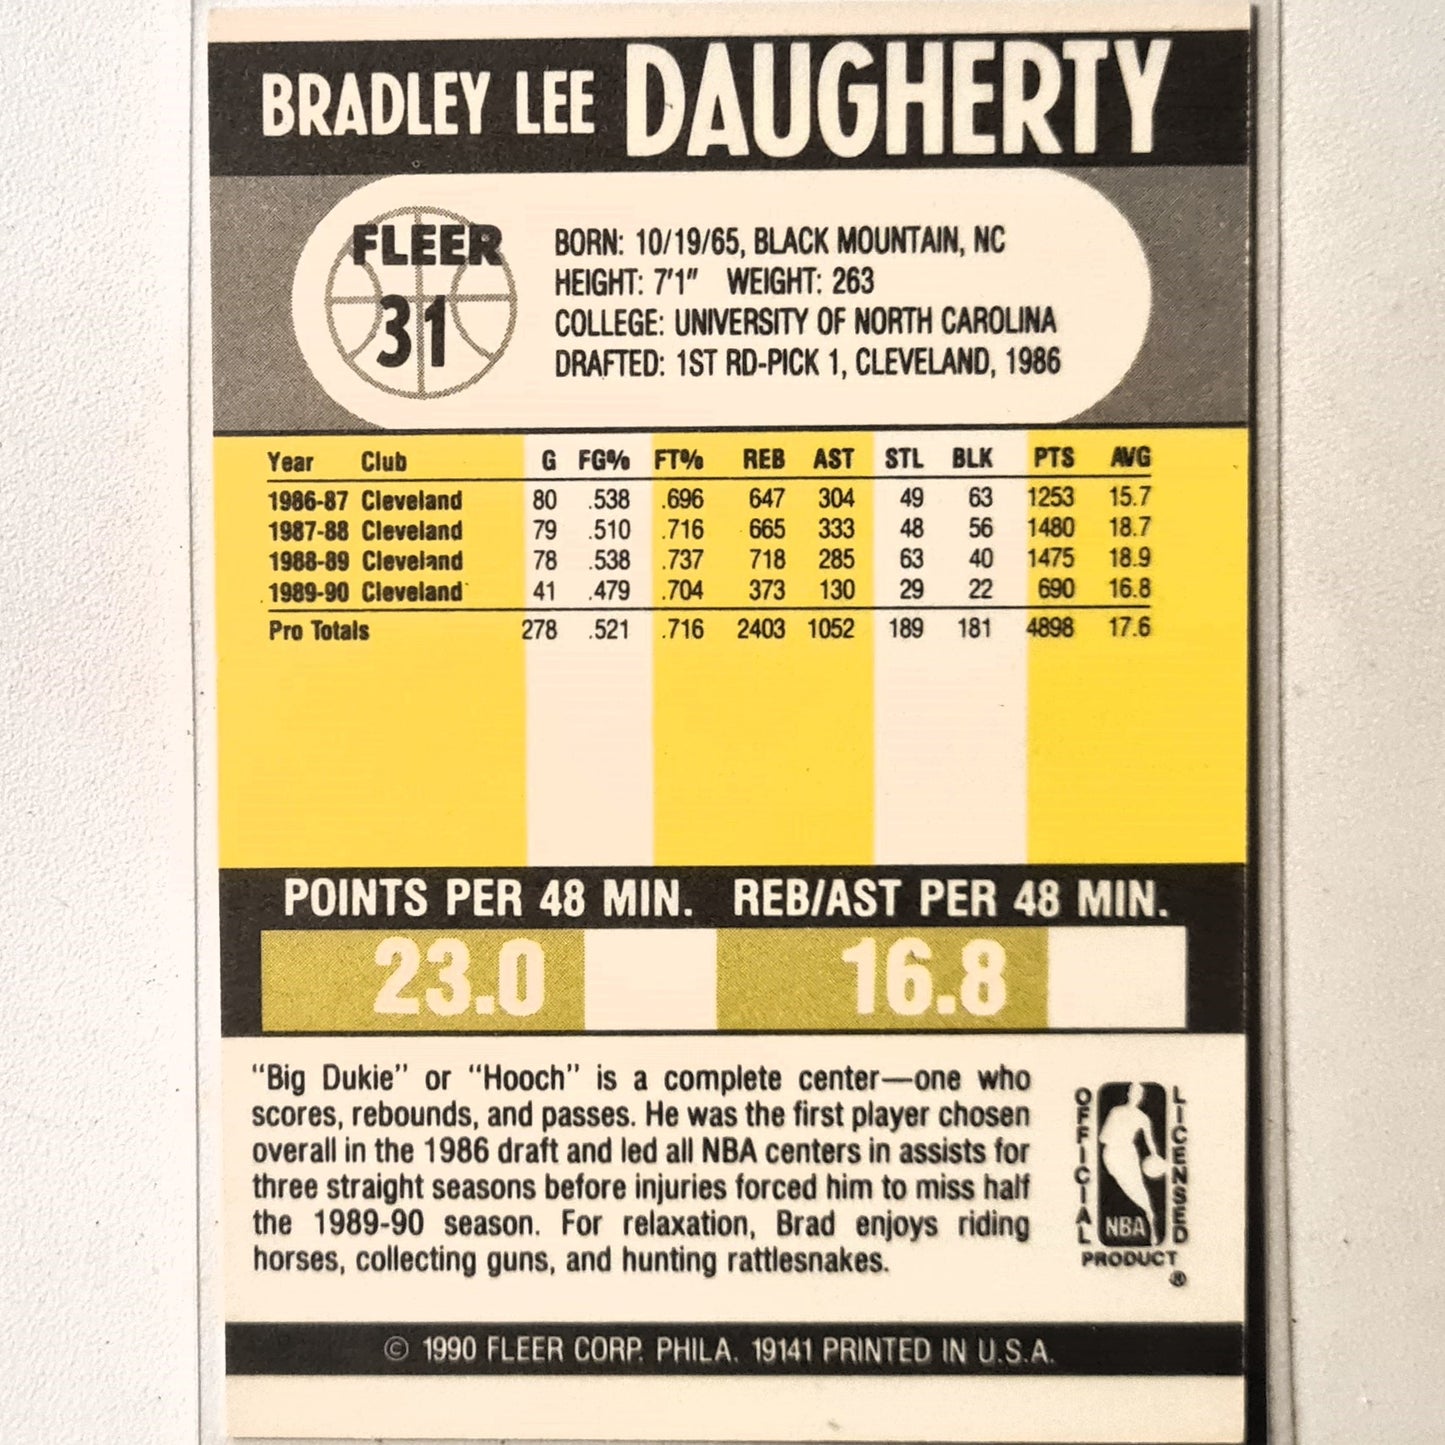 BRADLEY LEE DAUGHERTY
FLEER
31
BORN: 10/19/65, BLACK MOUNTAIN, NC
HEIGHT: 7'1" WEIGHT: 263
COLLEGE: UNIVERSITY OF NORTH CAROLINA
DRAFTED: 1ST RD-PICK 1, CLEVELAND, 1986
Year Club G FG% FT% REB AST STL BLK PTS AVG
1986-87 Cleveland 80 .538 .696 647 304 49 63 1253 15.7
1987-88 Cleveland 79 .510 .716 665 333 48 56 1480 18.7
1988-89 Cleveland 78 .538 .737 718 285 63 40 1475 18.9
1989-90 Cleveland 41 .479 .704 373 130 29 22 690 16.8
Pro Totals 278 .521 .716 2403 1052 189 181 4898 17.6
POINTS PER 48 MIN. REB/AST PER 48 MIN.
23.0 16.8
"Big Dukie" or "Hooch" is a complete center—one who
scores, rebounds, and passes. He was the first player chosen
overall in the 1986 draft and led all NBA centers in assists for
three straight seasons before injuries forced him to miss half
the 1989-90 season. For relaxation, Brad enjoys riding
horses, collecting guns, and hunting rattlesnakes.
OFFICIAL
LICENSED
NBA
PRODUCT
®
© 1990 FLEER CORP. PHILA. 19141 PRINTED IN U.S.A.